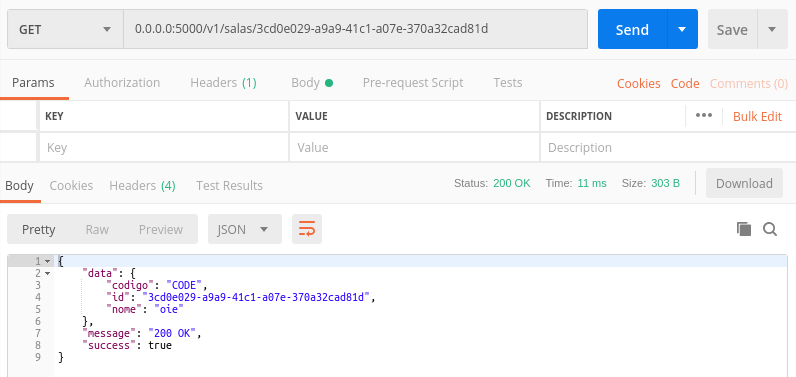 GET 0.0.0.0:5000/v1/salas/3cd0e029-a9a9-41c1-a07e-370a32cad81d Send Save
Params Authorization Headers (1) Body Pre-request Script Tests Cookies Code Comments (0)
KEY VALUE DESCRIPTION ••• Bulk Edit
Key Value Description
Body Cookies Headers (4) Test Results Status: 200 OK Time: 11 ms Size: 303 B Download
Pretty Raw Preview JSON
1 {
2 "data": {
3 "codigo": "CODE",
4 "id": "3cd0e029-a9a9-41c1-a07e-370a32cad81d",
5 "nome": "oie"
6 },
7 "message": "200 OK",
8 "success": true
9 }